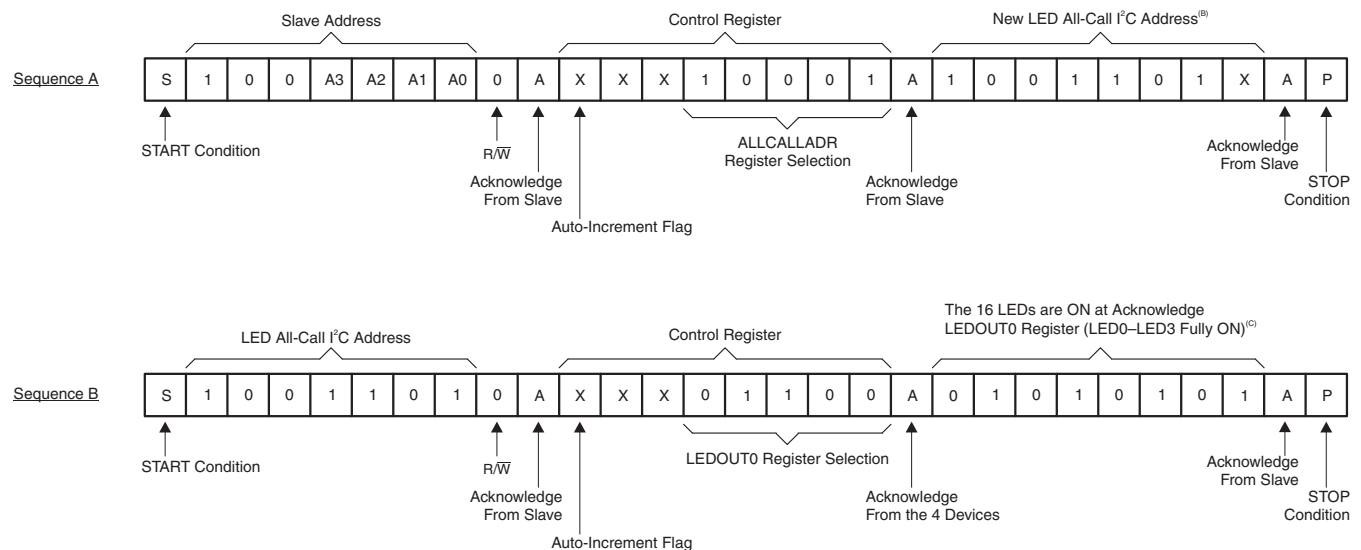 Slave Address
Control Register
New LED All-Call I²C Address(B)
Sequence A
S 1 0 0 A3 A2 A1 A0 0 A X X X 1 0 0 0 1 A 1 0 0 1 1 0 1 X A P
START Condition
R/W̅
Acknowledge
From Slave
Auto-Increment Flag
ALLCALLADR
Register Selection
Acknowledge
From Slave
Acknowledge
From Slave
STOP
Condition
LED All-Call I²C Address
Control Register
The 16 LEDs are ON at Acknowledge
LEDOUT0 Register (LED0–LED3 Fully ON)(C)
Sequence B
S 1 0 0 1 1 0 1 0 A X X X 0 1 1 0 0 A 0 1 0 1 0 1 0 1 A P
START Condition
R/W̅
Acknowledge
From Slave
Auto-Increment Flag
LEDOUT0 Register Selection
Acknowledge
From the 4 Devices
Acknowledge
From Slave
STOP
Condition